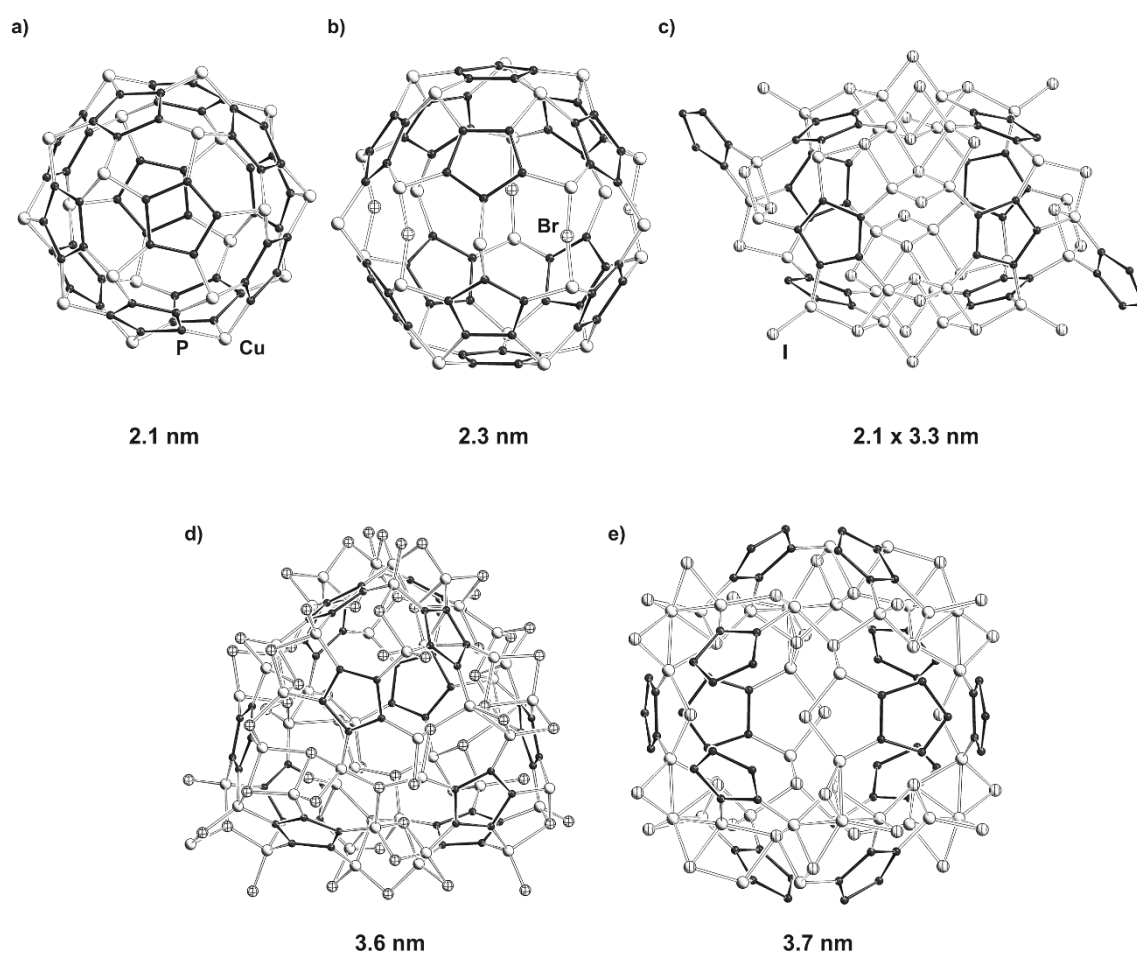 a)
b)
c)
Br
P
Cu
I
2.1 nm
2.3 nm
2.1 x 3.3 nm
d)
e)
3.6 nm
3.7 nm